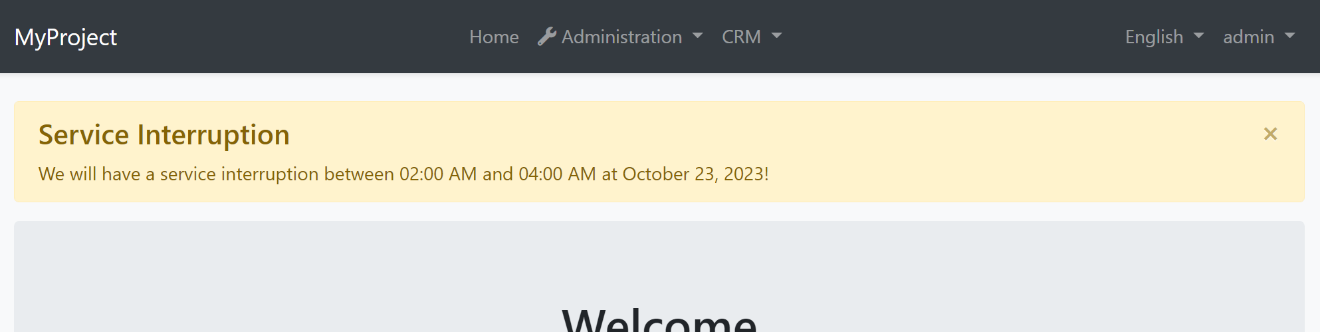 MyProject Home Administration CRM English admin
Service Interruption ×
We will have a service interruption between 02:00 AM and 04:00 AM at October 23, 2023!
Welcome